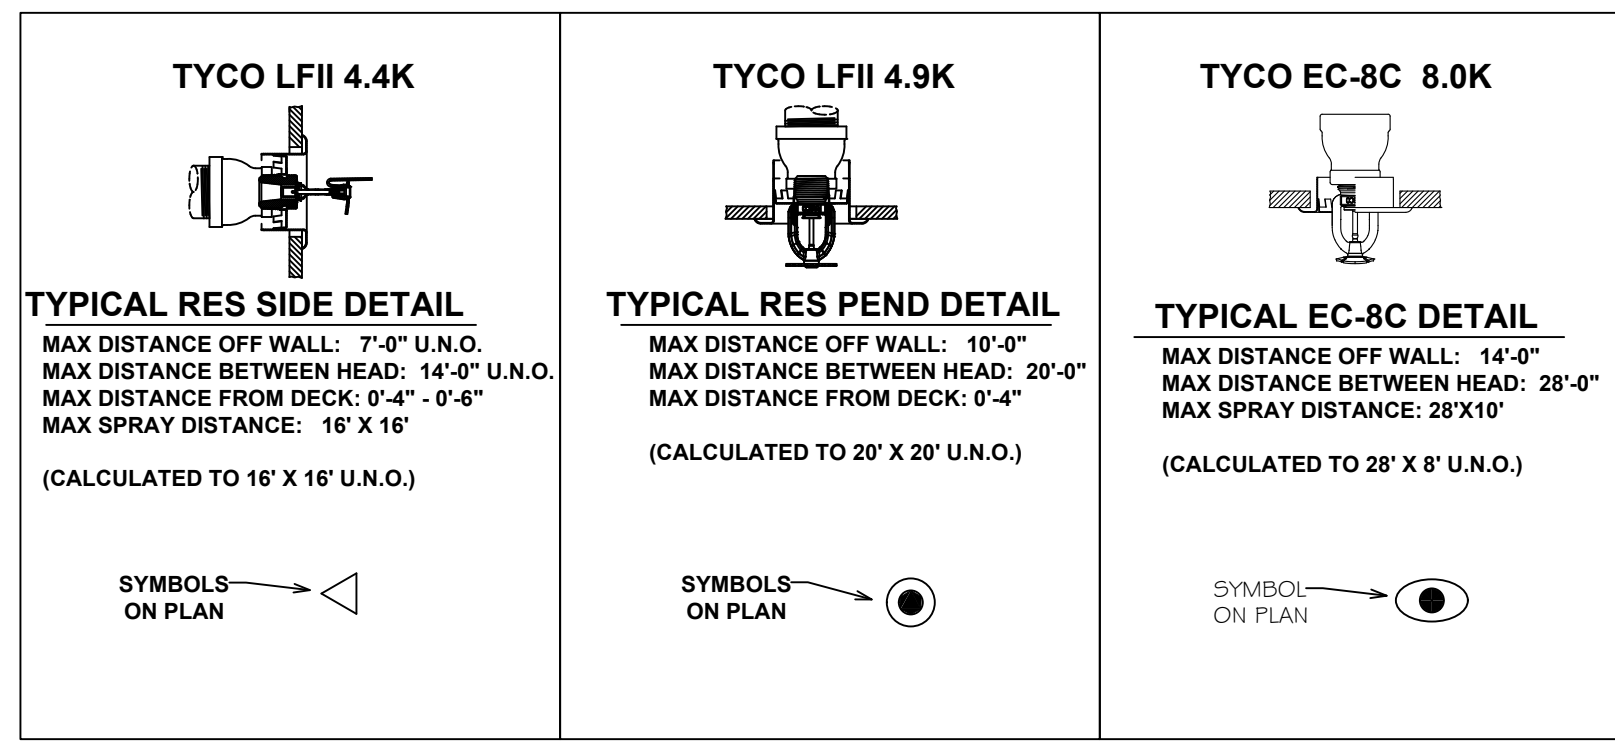 TYCO LFII 4.4K
TYPICAL RES SIDE DETAIL
MAX DISTANCE OFF WALL: 7'-0" U.N.O.
MAX DISTANCE BETWEEN HEAD: 14'-0" U.N.O.
MAX DISTANCE FROM DECK: 0'-4" - 0'-6"
MAX SPRAY DISTANCE: 16' X 16'
(CALCULATED TO 16' X 16' U.N.O.)
SYMBOLS
ON PLAN
TYCO LFII 4.9K
TYPICAL RES PEND DETAIL
MAX DISTANCE OFF WALL: 10'-0"
MAX DISTANCE BETWEEN HEAD: 20'-0"
MAX DISTANCE FROM DECK: 0'-4"
(CALCULATED TO 20' X 20' U.N.O.)
SYMBOLS
ON PLAN
TYCO EC-8C 8.0K
TYPICAL EC-8C DETAIL
MAX DISTANCE OFF WALL: 14'-0"
MAX DISTANCE BETWEEN HEAD: 28'-0"
MAX SPRAY DISTANCE: 28'X10'
(CALCULATED TO 28' X 8' U.N.O.)
SYMBOL
ON PLAN